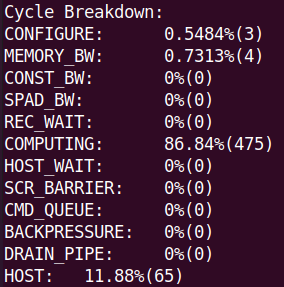 Cycle Breakdown:
CONFIGURE: 0.5484%(3)
MEMORY_BW: 0.7313%(4)
CONST_BW: 0%(0)
SPAD_BW: 0%(0)
REC_WAIT: 0%(0)
COMPUTING: 86.84%(475)
HOST_WAIT: 0%(0)
SCR_BARRIER: 0%(0)
CMD_QUEUE: 0%(0)
BACKPRESSURE: 0%(0)
DRAIN_PIPE: 0%(0)
HOST: 11.88%(65)